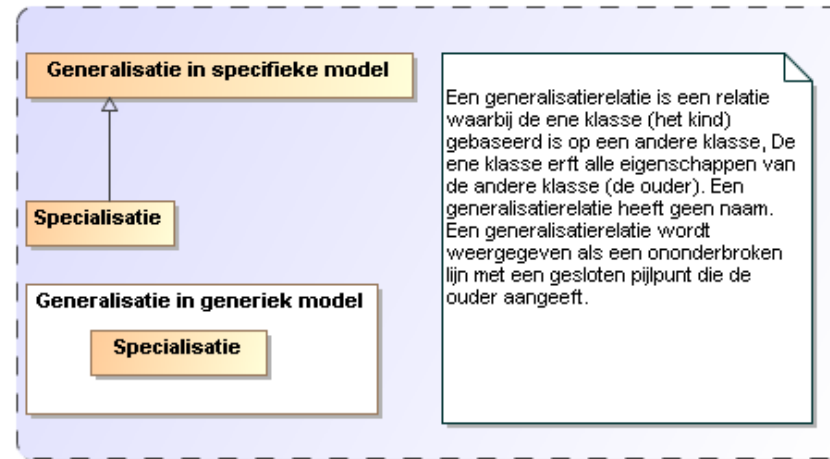 Generalisatie in specifieke model
Specialisatie
Generalisatie in generiek model
Specialisatie
Een generalisatierelatie is een relatie
waarbij de ene klasse (het kind)
gebaseerd is op een andere klasse, De
ene klasse erft alle eigenschappen van
de andere klasse (de ouder). Een
generalisatierelatie heeft geen naam.
Een generalisatierelatie wordt
weergegeven als een ononderbroken
lijn met een gesloten pijlpunt die de
ouder aangeeft.